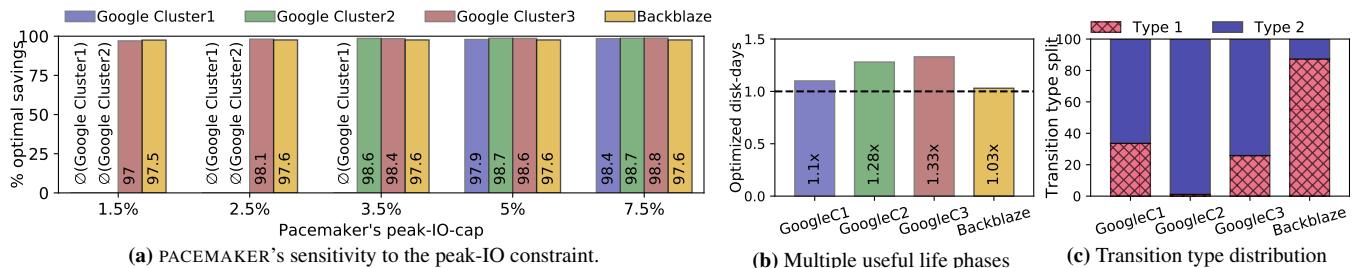 Google Cluster1 Google Cluster2 Google Cluster3 Backblaze
% optimal savings
100
75
50
25
0
∅(Google Cluster1)
∅(Google Cluster2)
97
97.5
∅(Google Cluster1)
∅(Google Cluster2)
98.1
97.6
∅(Google Cluster1)
98.6
98.4
97.6
97.9
98.7
98.6
97.6
98.4
98.7
98.8
97.6
1.5% 2.5% 3.5% 5% 7.5%
Pacemaker's peak-IO-cap
(a) PACEMAKER's sensitivity to the peak-IO constraint.
Optimized disk-days
1.5
1.0
0.5
0.0
1.1x
1.28x
1.33x
1.03x
GoogleC1 GoogleC2 GoogleC3 Backblaze
(b) Multiple useful life phases
Type 1 Type 2
Transition type split
100
80
60
40
20
0
GoogleC1 GoogleC2 GoogleC3 Backblaze
(c) Transition type distribution